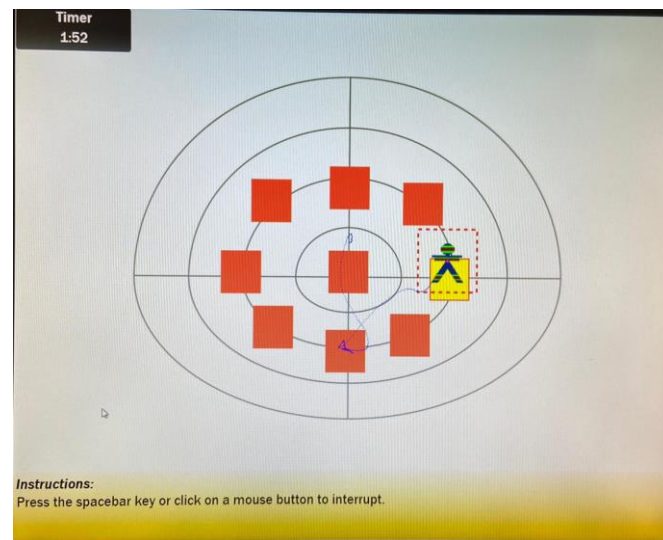 Timer
1:52
Instructions:
Press the spacebar key or click on a mouse button to interrupt.